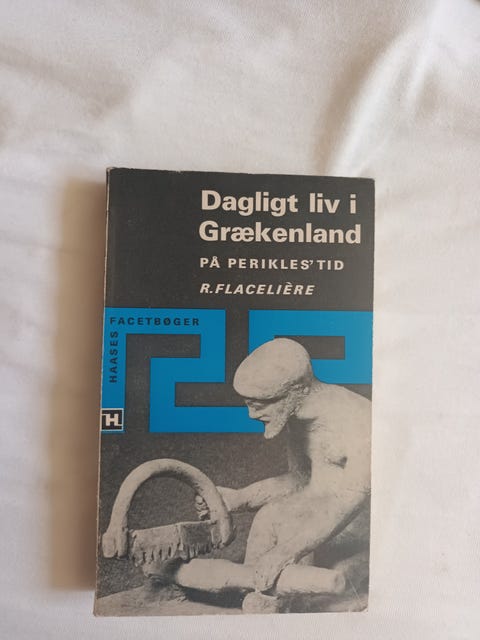 Dagligt liv i
Grækenland
PÅ PERIKLES' TID
R. FLACELIÈRE
HAASES
FACETBØGER
H